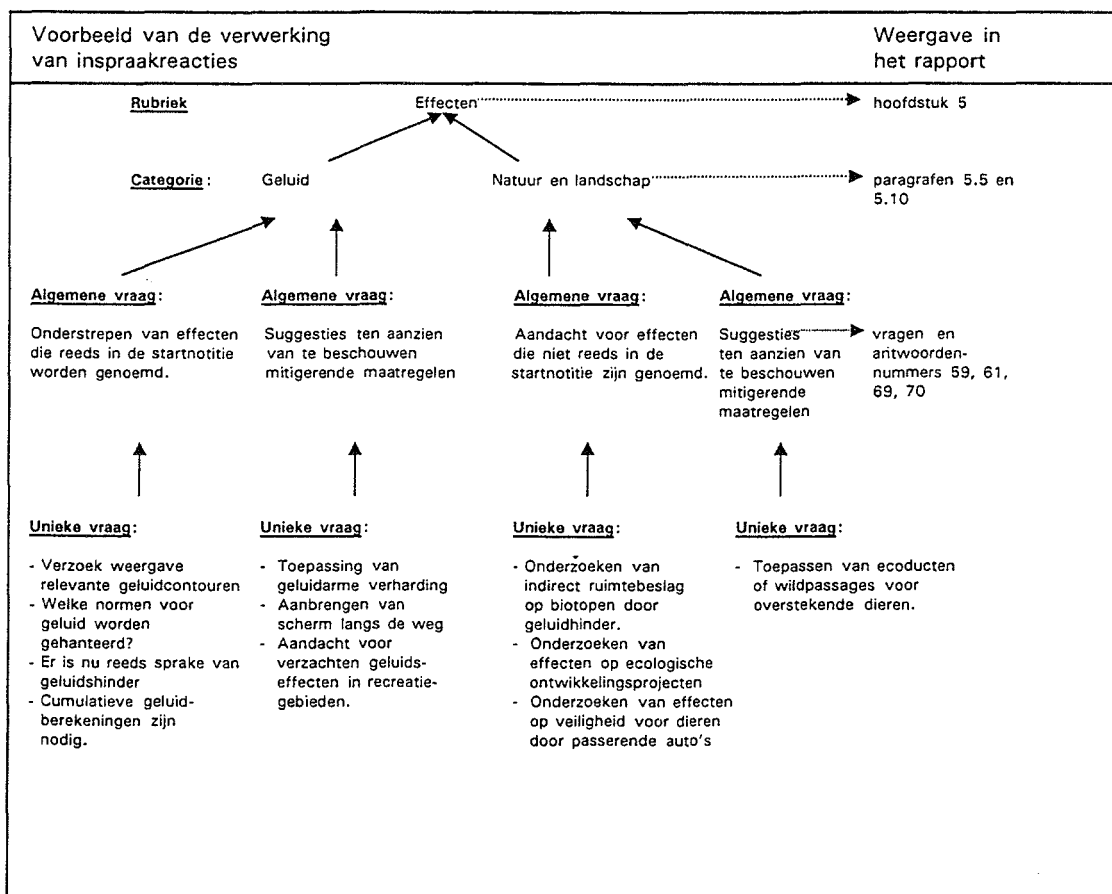 Voorbeeld van de verwerking
van inspraakreacties
Weergave in
het rapport
Rubriek
Effecten
hoofdstuk 5
Categorie:
Geluid
Natuur en landschap
paragrafen 5.5 en
5.10
Algemene vraag:
Onderstrepen van effecten
die reeds in de startnotitie
worden genoemd.
Algemene vraag:
Suggesties ten aanzien
van te beschouwen
mitigerende maatregelen
Algemene vraag:
Aandacht voor effecten
die niet reeds in de
startnotitie zijn genoemd.
Algemene vraag:
Suggesties
ten aanzien van
te beschouwen
mitigerende
maatregelen
vragen en
antwoorden-
nummers 59, 61,
69, 70
Unieke vraag:
- Verzoek weergave
relevante geluidcontouren
- Welke normen voor
geluid worden
gehanteerd?
- Er is nu reeds sprake van
geluidshinder
- Cumulatieve geluid-
berekeningen zijn
nodig.
Unieke vraag:
- Toepassing van
geluidarme verharding
- Aanbrengen van
scherm langs de weg
- Aandacht voor
verzachten geluids-
effecten in recreatie-
gebieden.
Unieke vraag:
- Onderzoeken van
indirect ruimtebeslag
op biotopen door
geluidhinder.
- Onderzoeken van
effecten op ecologische
ontwikkelingsprojecten
- Onderzoeken van effecten
op veiligheid voor dieren
door passerende auto's
Unieke vraag:
- Toepassen van ecoducten
of wildpassages voor
overstekende dieren.